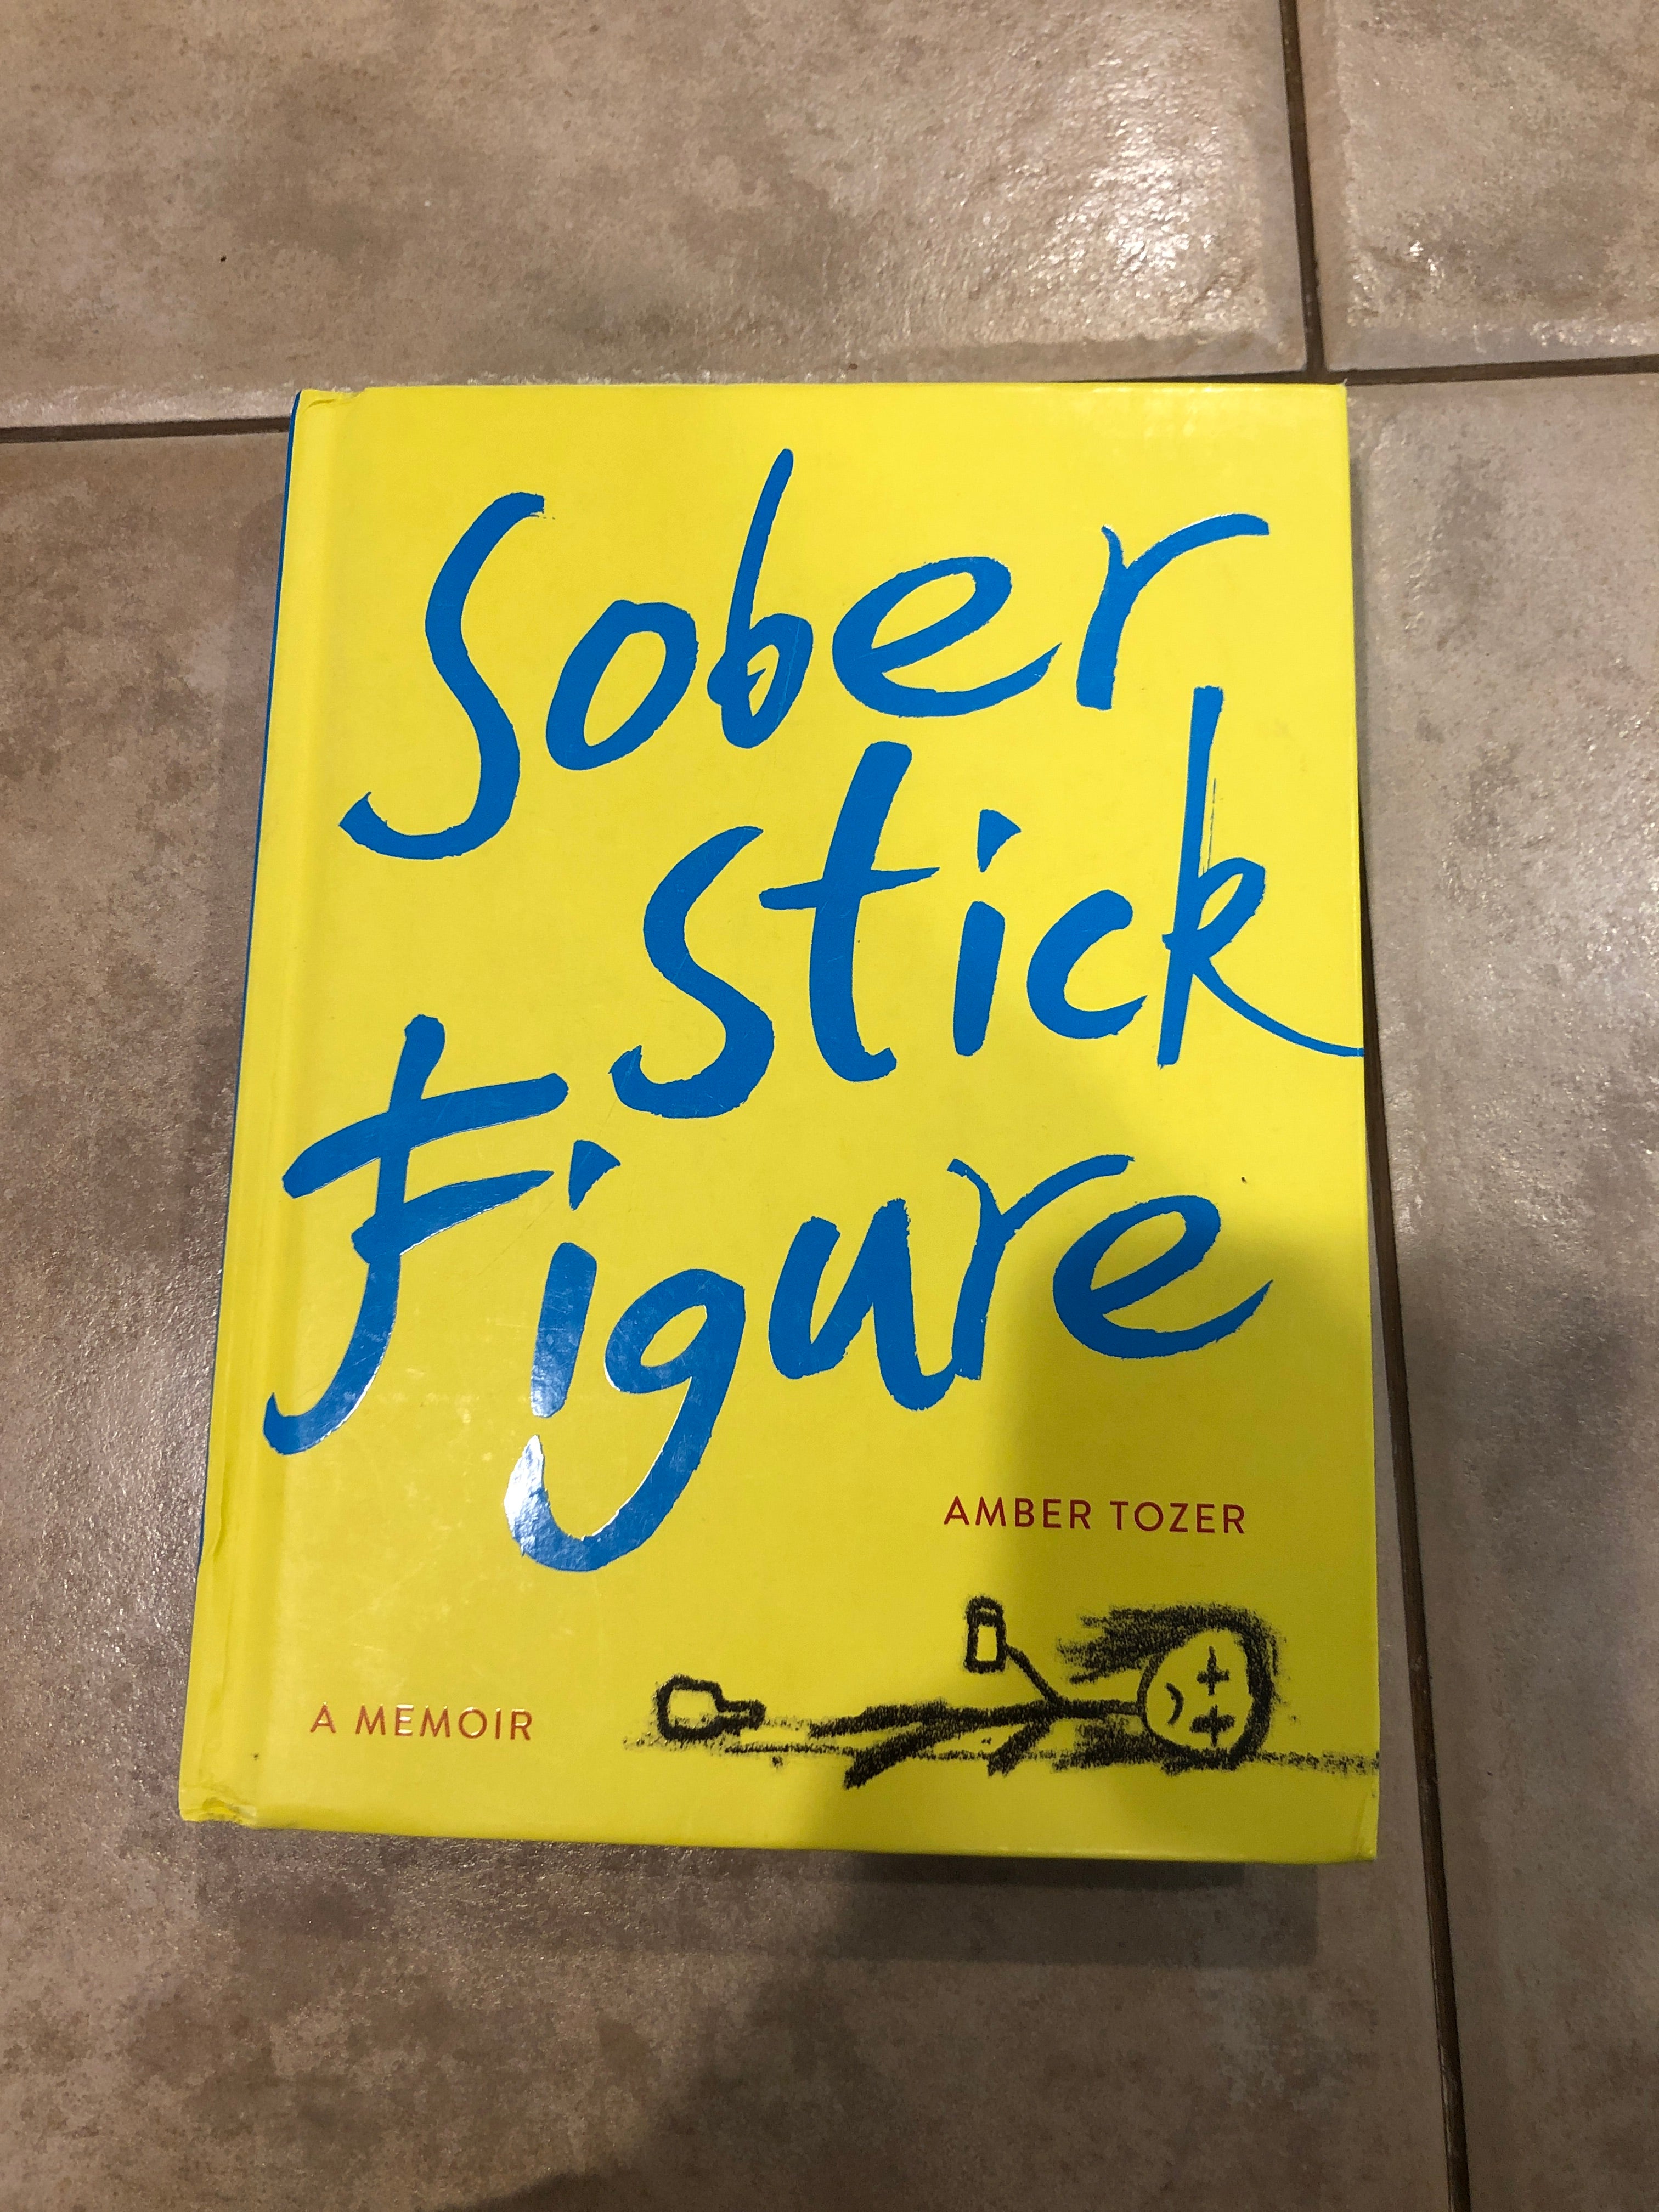 Sober
stick
Figure
AMBER TOZER
A MEMOIR